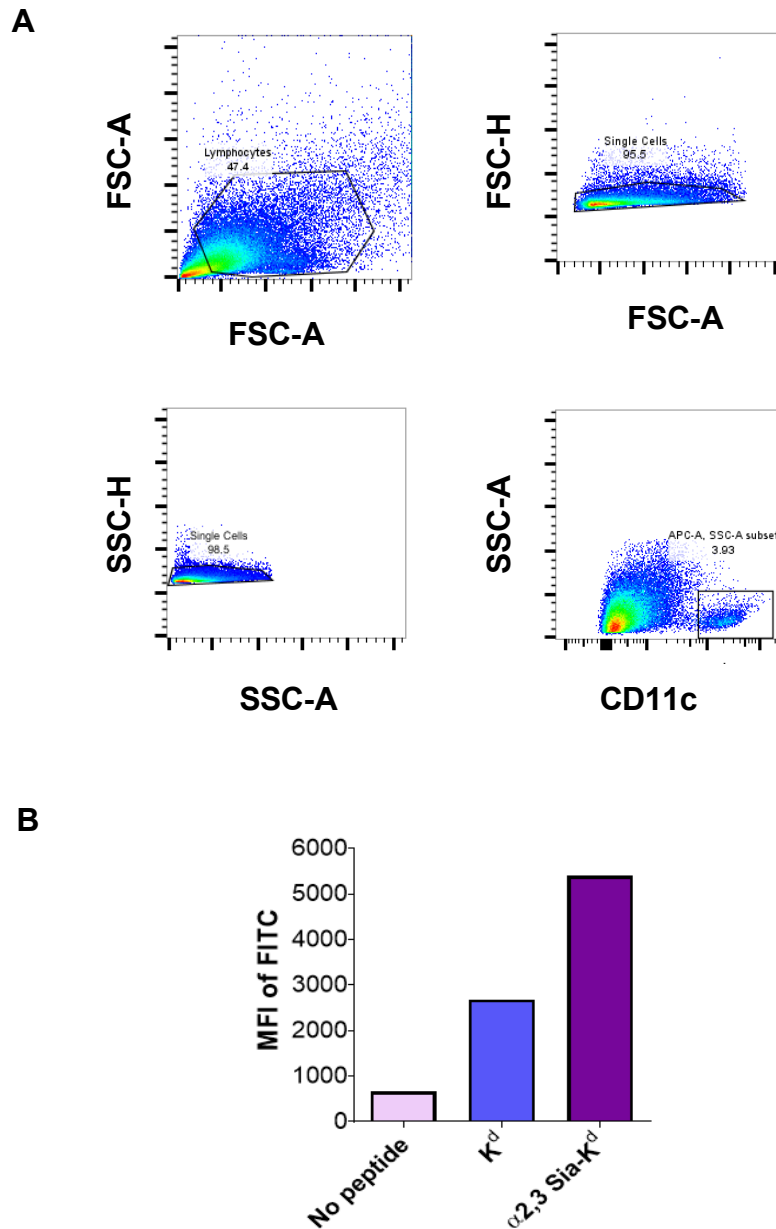 A
FSC-A
Lymphocytes
47.4
FSC-A
FSC-H
Single Cells
95.5
FSC-A
SSC-H
Single Cells
98.5
SSC-A
SSC-A
APC-A, SSC-A subset
3.93
CD11c
B
MFI of FITC
6000
5000
4000
3000
2000
1000
0
No peptide
K^d
α2,3 Sia-K^d